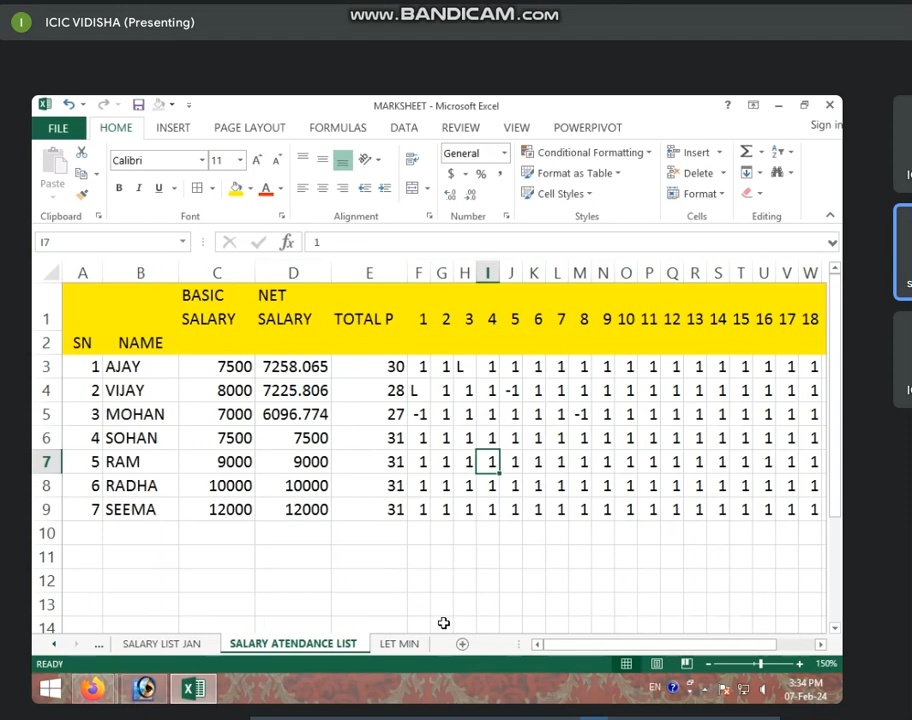 I ICIC VIDISHA (Presenting)
www.BANDICAM.com
MARKSHEET - Microsoft Excel
Sign in
FILE HOME INSERT PAGE LAYOUT FORMULAS DATA REVIEW VIEW POWERPIVOT
Calibri 11 General Conditional Formatting Insert
Paste Format as Table Delete
Cell Styles Format
Clipboard Font Alignment Number Styles Cells Editing
I7 fx 1
A B C D E F G H I J K L M N O P Q R S T U V W
BASIC NET
1 SALARY SALARY TOTAL P 1 2 3 4 5 6 7 8 9 10 11 12 13 14 15 16 17 18
2 SN NAME
3 1 AJAY 7500 7258.065 30 1 1 L 1 1 1 1 1 1 1 1 1 1 1 1 1 1 1
4 2 VIJAY 8000 7225.806 28 L 1 1 1 -1 1 1 1 1 1 1 1 1 1 1 1 1 1
5 3 MOHAN 7000 6096.774 27 -1 1 1 1 1 1 1 -1 1 1 1 1 1 1 1 1 1 1
6 4 SOHAN 7500 7500 31 1 1 1 1 1 1 1 1 1 1 1 1 1 1 1 1 1 1
7 5 RAM 9000 9000 31 1 1 1 1 1 1 1 1 1 1 1 1 1 1 1 1 1 1
8 6 RADHA 10000 10000 31 1 1 1 1 1 1 1 1 1 1 1 1 1 1 1 1 1 1
9 7 SEEMA 12000 12000 31 1 1 1 1 1 1 1 1 1 1 1 1 1 1 1 1 1 1
10
11
12
13
14
... SALARY LIST JAN SALARY ATENDANCE LIST LET MIN
READY 150%
EN 3:34 PM
07-Feb-24